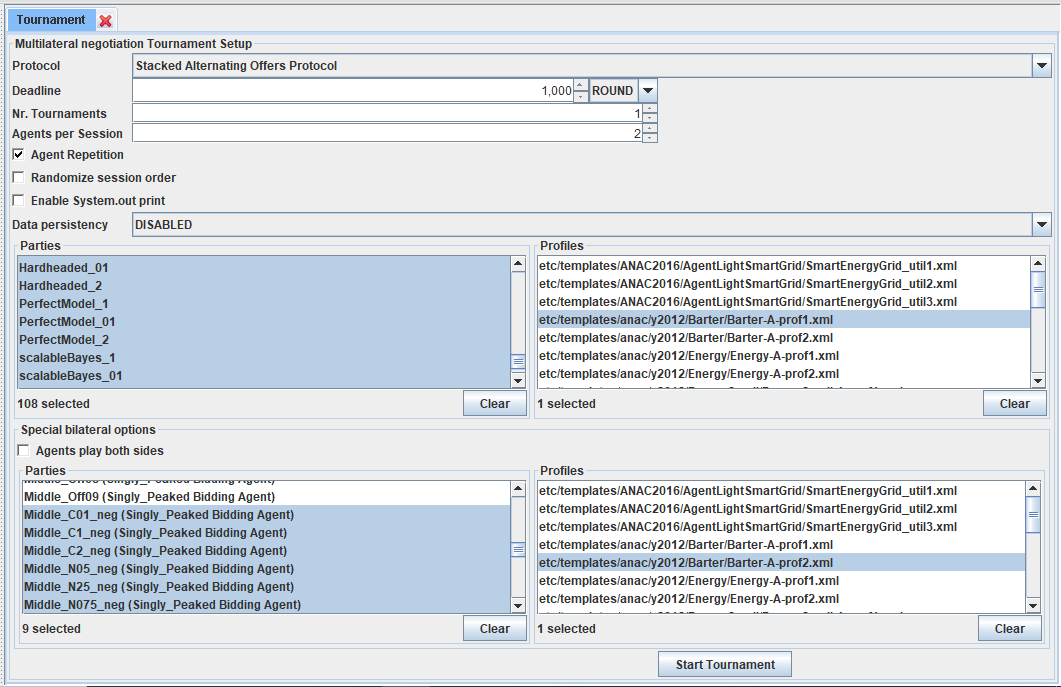 Tournament
Multilateral negotiation Tournament Setup
Protocol Stacked Alternating Offers Protocol
Deadline 1,000 ROUND
Nr. Tournaments 1
Agents per Session 2
Agent Repetition
Randomize session order
Enable System.out print
Data persistency DISABLED
Parties
Hardheaded_01
Hardheaded_2
PerfectModel_1
PerfectModel_01
PerfectModel_2
scalableBayes_1
scalableBayes_01
108 selected
Clear
Profiles
etc/templates/ANAC2016/AgentLightSmartGrid/SmartEnergyGrid_util1.xml
etc/templates/ANAC2016/AgentLightSmartGrid/SmartEnergyGrid_util2.xml
etc/templates/ANAC2016/AgentLightSmartGrid/SmartEnergyGrid_util3.xml
etc/templates/anac/y2012/Barter/Barter-A-prof1.xml
etc/templates/anac/y2012/Barter/Barter-A-prof2.xml
etc/templates/anac/y2012/Energy/Energy-A-prof1.xml
etc/templates/anac/y2012/Energy/Energy-A-prof2.xml
1 selected
Clear
Special bilateral options
Agents play both sides
Parties
(Singly_Peaked Bidding Agent)
Middle_Off09 (Singly_Peaked Bidding Agent)
Middle_C01_neg (Singly_Peaked Bidding Agent)
Middle_C1_neg (Singly_Peaked Bidding Agent)
Middle_C2_neg (Singly_Peaked Bidding Agent)
Middle_N05_neg (Singly_Peaked Bidding Agent)
Middle_N25_neg (Singly_Peaked Bidding Agent)
Middle_N075_neg (Singly_Peaked Bidding Agent)
9 selected
Clear
Profiles
etc/templates/ANAC2016/AgentLightSmartGrid/SmartEnergyGrid_util1.xml
etc/templates/ANAC2016/AgentLightSmartGrid/SmartEnergyGrid_util2.xml
etc/templates/ANAC2016/AgentLightSmartGrid/SmartEnergyGrid_util3.xml
etc/templates/anac/y2012/Barter/Barter-A-prof1.xml
etc/templates/anac/y2012/Barter/Barter-A-prof2.xml
etc/templates/anac/y2012/Energy/Energy-A-prof1.xml
etc/templates/anac/y2012/Energy/Energy-A-prof2.xml
1 selected
Clear
Start Tournament